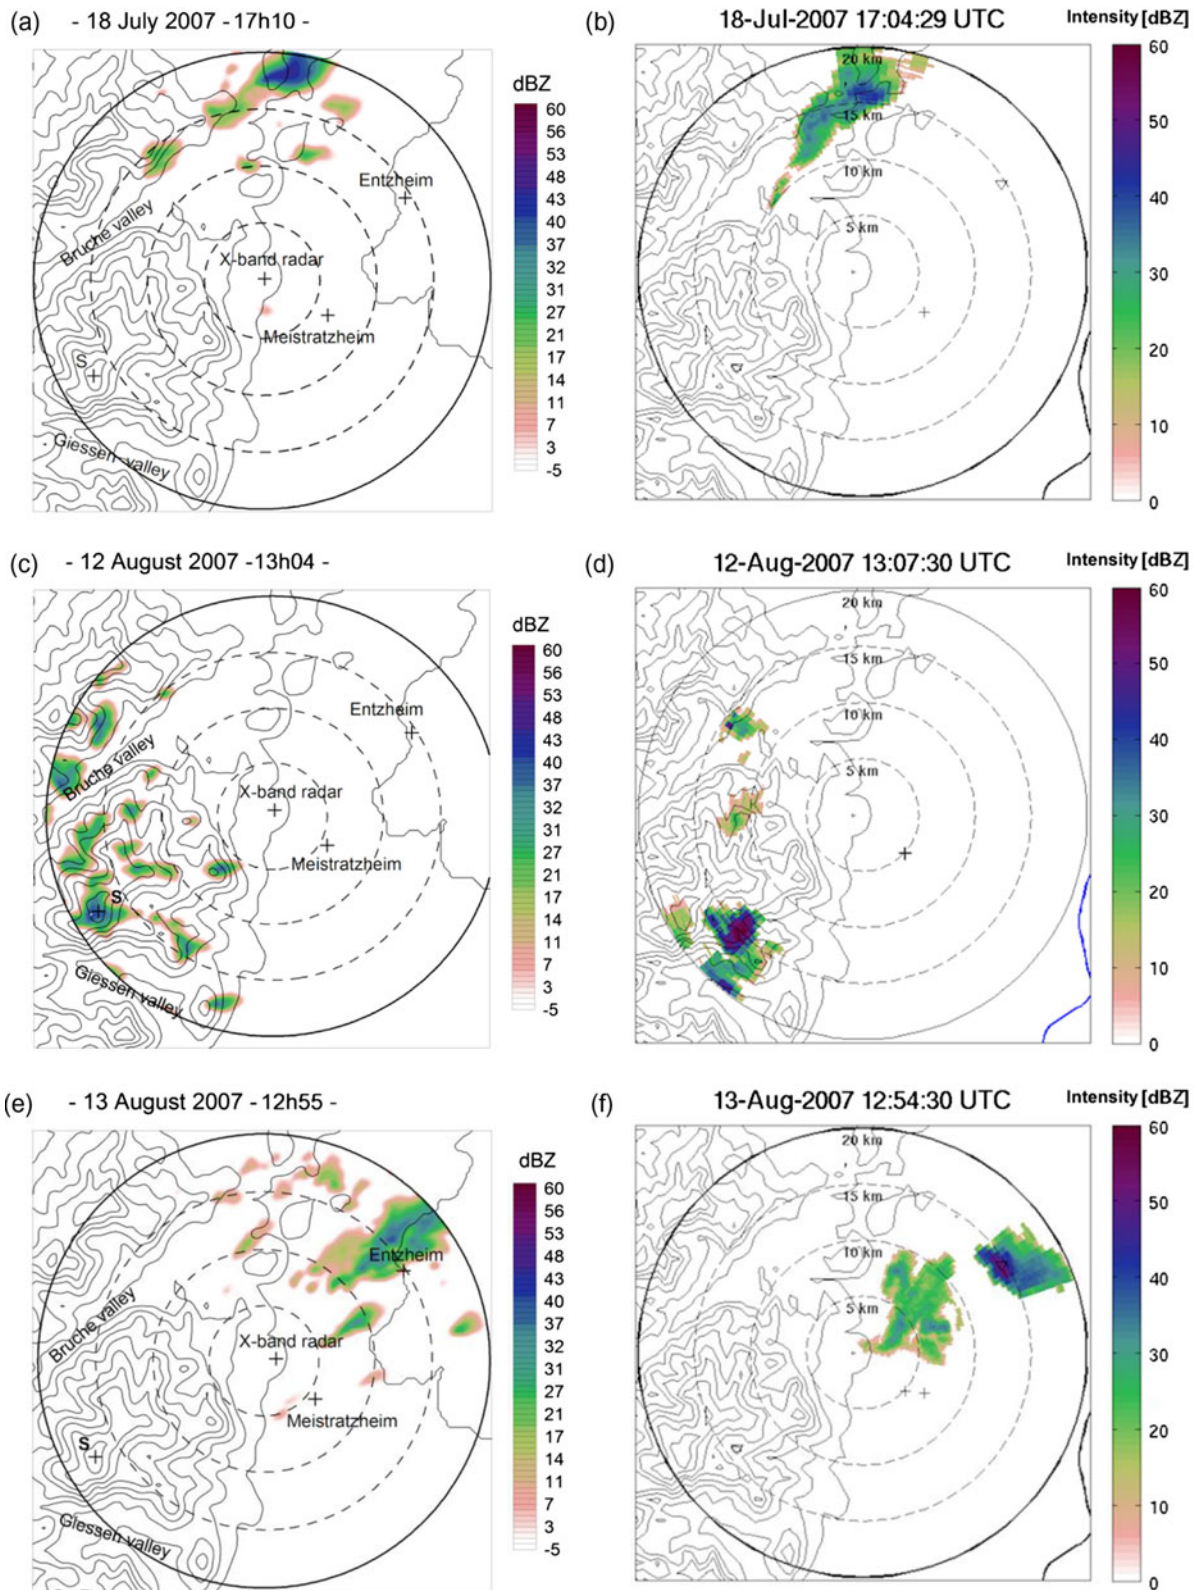 (a) - 18 July 2007 -17h10 -
dBZ
60
56
53
48
43
40
37
32
31
27
21
17
14
11
7
3
-5
Entzheim
Bruche valley
X-band radar
Meistratzheim
S
Giessen valley
(b) 18-Jul-2007 17:04:29 UTC
Intensity [dBZ]
60
50
40
30
20
10
0
20 km
15 km
10 km
5 km
(c) - 12 August 2007 -13h04 -
dBZ
60
56
53
48
43
40
37
32
31
27
21
17
14
11
7
3
-5
Entzheim
Bruche valley
X-band radar
Meistratzheim
S
Giessen valley
(d) 12-Aug-2007 13:07:30 UTC
Intensity [dBZ]
60
50
40
30
20
10
0
20 km
15 km
10 km
5 km
(e) - 13 August 2007 -12h55 -
dBZ
60
56
53
48
43
40
37
32
31
27
21
17
14
11
7
3
-5
Entzheim
Bruche valley
X-band radar
Meistratzheim
S
Giessen valley
(f) 13-Aug-2007 12:54:30 UTC
Intensity [dBZ]
60
50
40
30
20
10
0
20 km
15 km
10 km
5 km